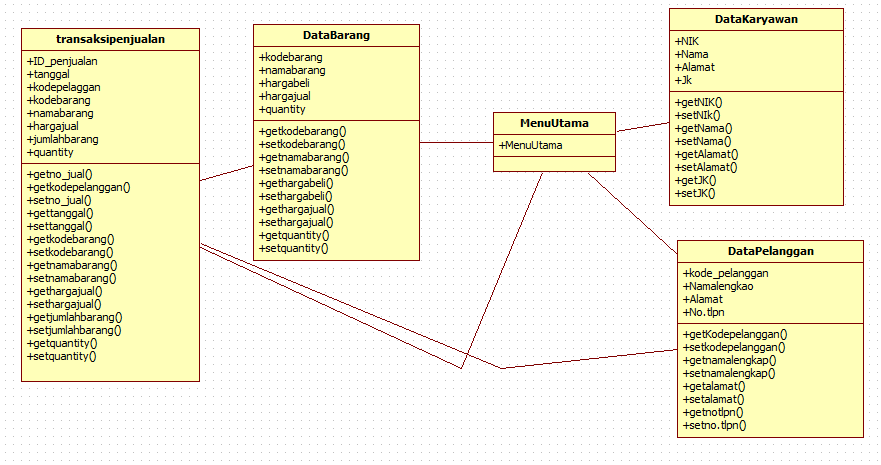 transaksipenjualan
+ID_penjualan
+tanggal
+kodepelaggan
+kodebarang
+namabarang
+hargajual
+jumlahbarang
+quantity
+getno_jual()
+getkodepelanggan()
+setno_jual()
+gettanggal()
+settanggal()
+getkodebarang()
+setkodebarang()
+getnamabarang()
+setnamabarang()
+gethargajual()
+sethargajual()
+getjumlahbarang()
+setjumlahbarang()
+getquantity()
+setquantity()
DataBarang
+kodebarang
+namabarang
+hargabeli
+hargajual
+quantity
+getkodebarang()
+setkodebarang()
+getnamabarang()
+setnamabarang()
+gethargabeli()
+sethargabeli()
+gethargajual()
+sethargajual()
+getquantity()
+setquantity()
MenuUtama
+MenuUtama
DataKaryawan
+NIK
+Nama
+Alamat
+Jk
+getNIK()
+setNIk()
+getNama()
+setNama()
+getAlamat()
+setAlamat()
+getJK()
+setJK()
DataPelanggan
+kode_pelanggan
+Namalengkao
+Alamat
+No.tlpn
+getKodepelanggan()
+setkodepelanggan()
+getnamalengkap()
+setnamalengkap()
+getalamat()
+setalamat()
+getnotlpn()
+setno.tlpn()